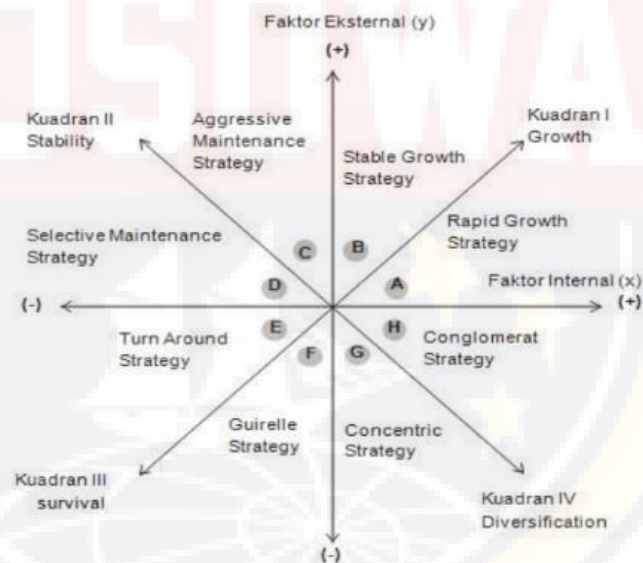 OSOWA
Faktor Eksternal (y)
(+)
Kuadran II
Stability
Aggressive
Maintenance
Strategy
Stable Growth
Strategy
Kuadran I
Growth
Selective Maintenance
Strategy
Rapid Growth
Strategy
C
B
D
A
Faktor Internal (x)
(-)
(+)
E
H
F
G
Turn Around
Strategy
Conglomerat
Strategy
Guirelle
Strategy
Concentric
Strategy
Kuadran III
survival
Kuadran IV
Diversification
(-)